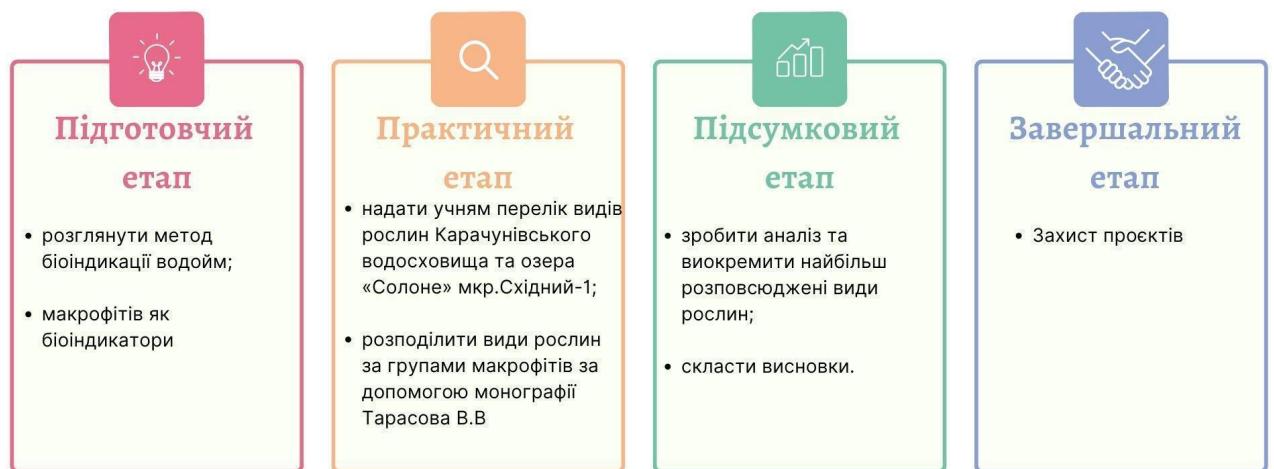 Підготовчий
етап
• розглянути метод
біоіндикації водойм;
• макрофітів як
біоіндикатори
Практичний
етап
• надати учням перелік видів
рослин Карачунівського
водосховища та озера
«Солоне» мкр.Східний-1;
• розподілити види рослин
за групами макрофітів за
допомогою монографії
Тарасова В.В
Підсумковий
етап
• зробити аналіз та
виокремити найбільш
розповсюджені види
рослин;
• скласти висновки.
Завершальний
етап
• Захист проєктів